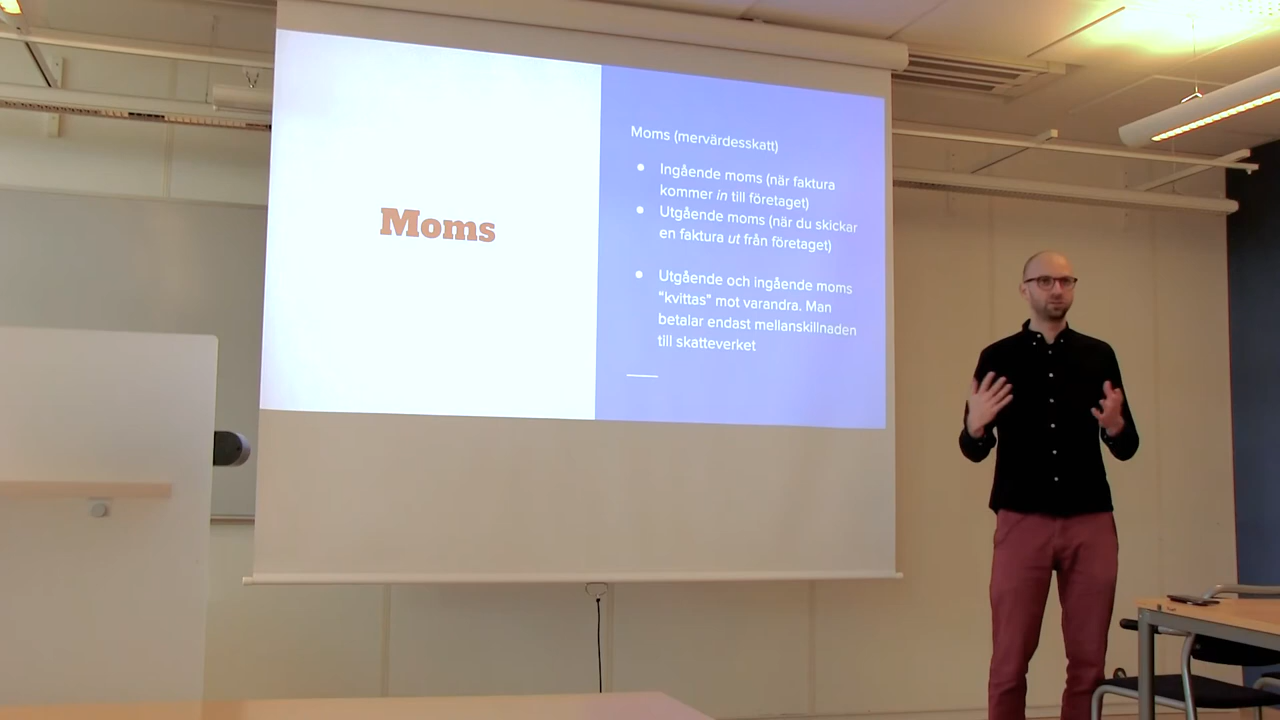 Moms
Moms (mervärdesskatt)
● Ingående moms (när faktura
kommer in till företaget)
● Utgående moms (när du skickar
en faktura ut från företaget)
● Utgående och ingående moms
"kvittas" mot varandra. Man
betalar endast mellanskillnaden
till skatteverket